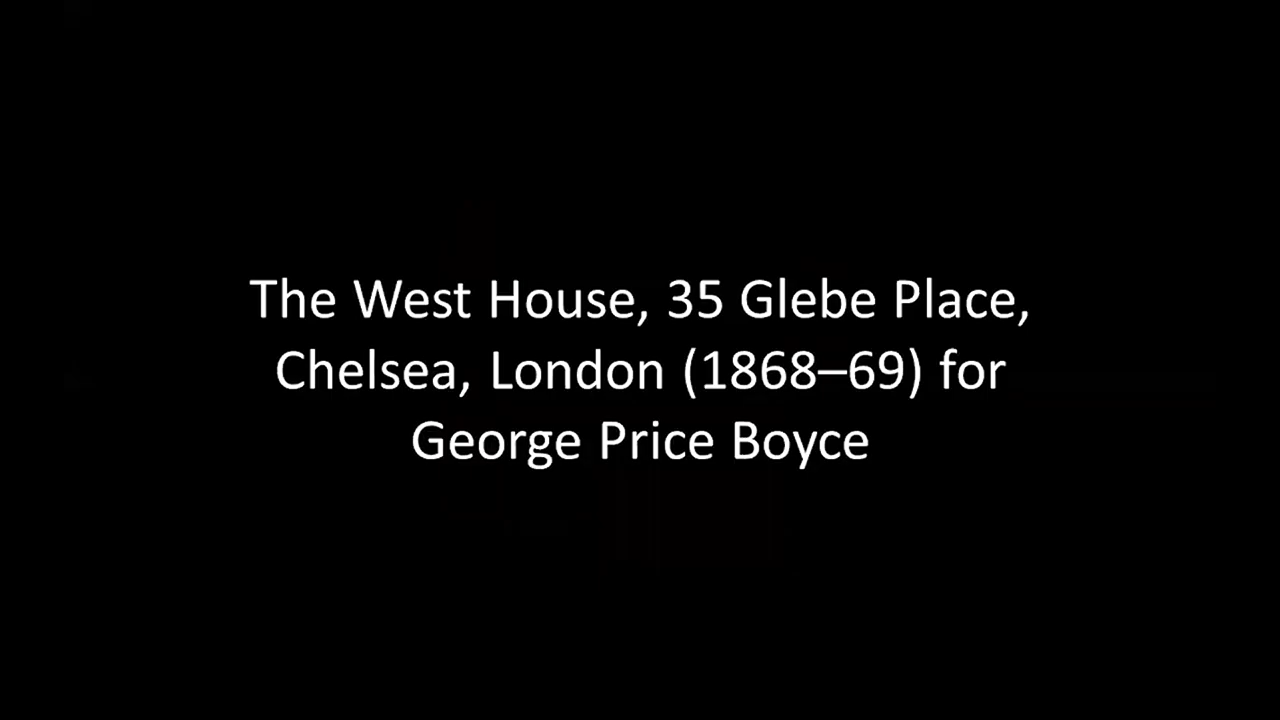 The West House, 35 Glebe Place,
Chelsea, London (1868–69) for
George Price Boyce